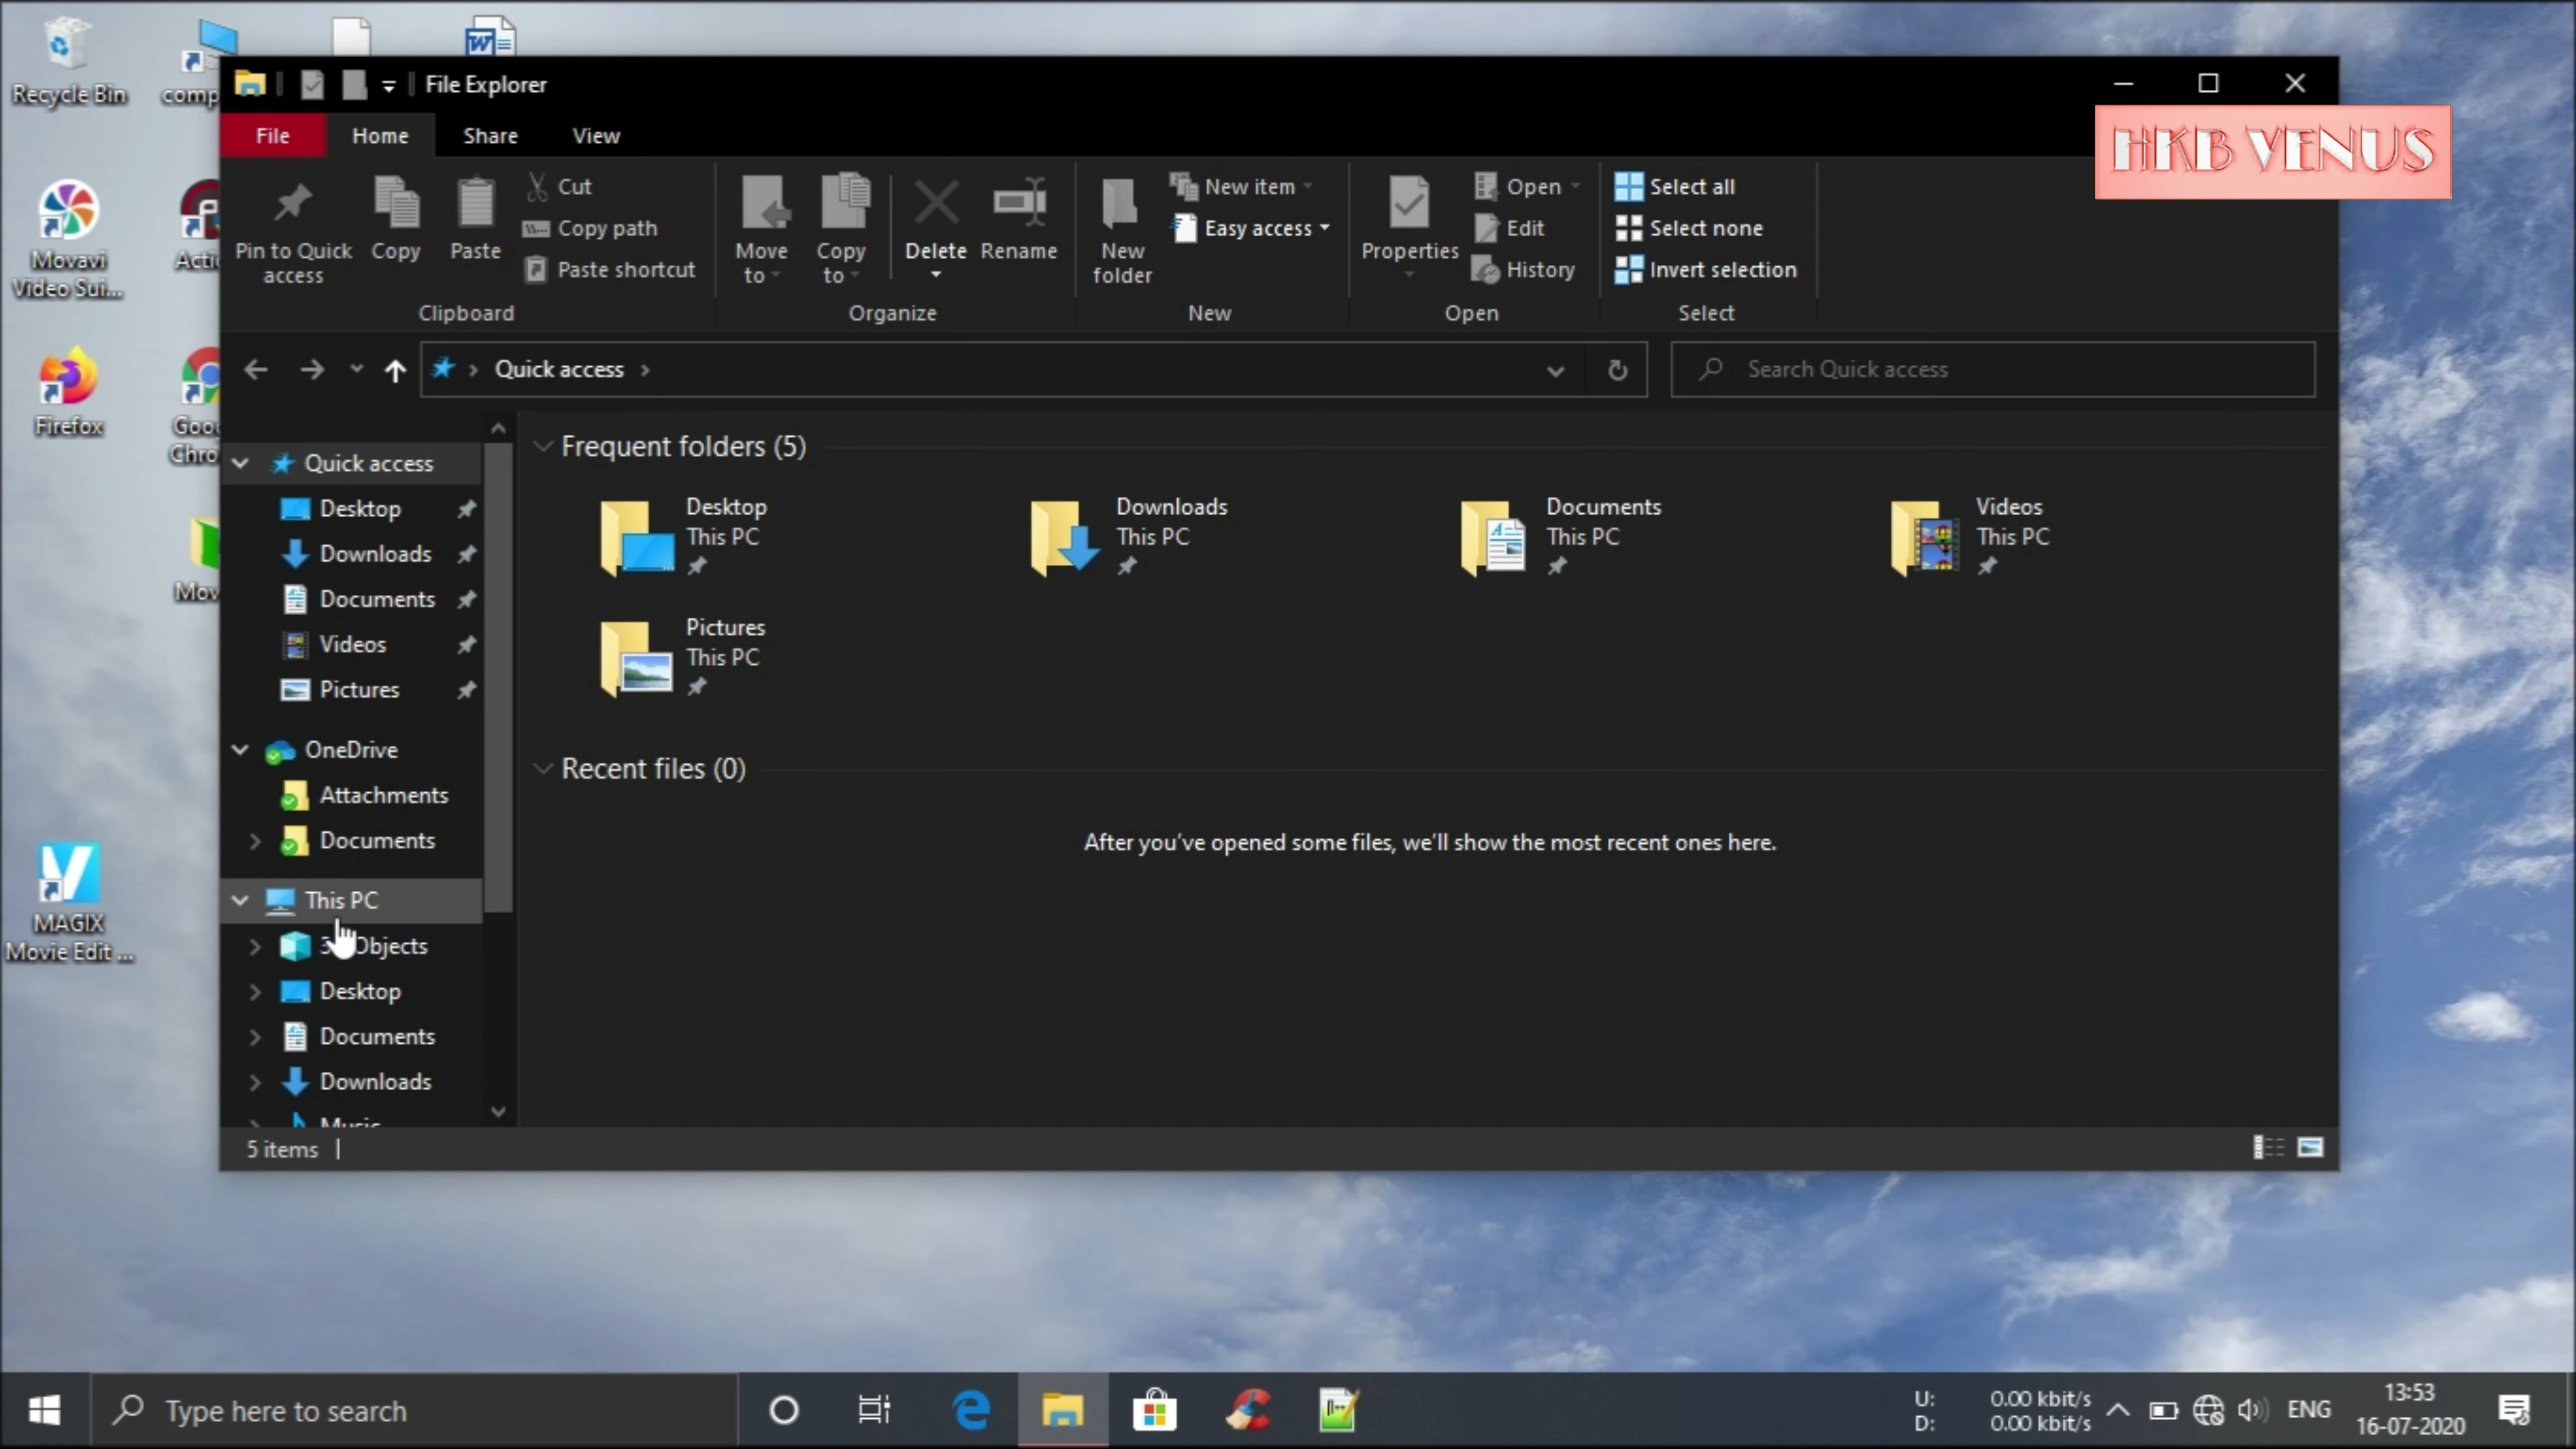 Recycle Bin
comp
Movavi
Video Sui...
Acti
Firefox
Goo
Chro
Mov
MAGIX
Movie Edit ...
File Explorer
HKB VENUS
File Home Share View
Pin to Quick
access
Copy
Paste
Cut
Copy path
Paste shortcut
Clipboard
Move
to
Copy
to
Delete
Rename
Organize
New
folder
New item
Easy access
New
Properties
Open
Edit
History
Open
Select all
Select none
Invert selection
Select
Quick access
Search Quick access
Quick access
Desktop
Downloads
Documents
Videos
Pictures
OneDrive
Attachments
Documents
This PC
Objects
Desktop
Documents
Downloads
Music
Frequent folders (5)
Desktop
This PC
Downloads
This PC
Documents
This PC
Videos
This PC
Pictures
This PC
Recent files (0)
After you've opened some files, we'll show the most recent ones here.
5 items
Type here to search
U: 0.00 kbit/s
D: 0.00 kbit/s
ENG
13:53
16-07-2020